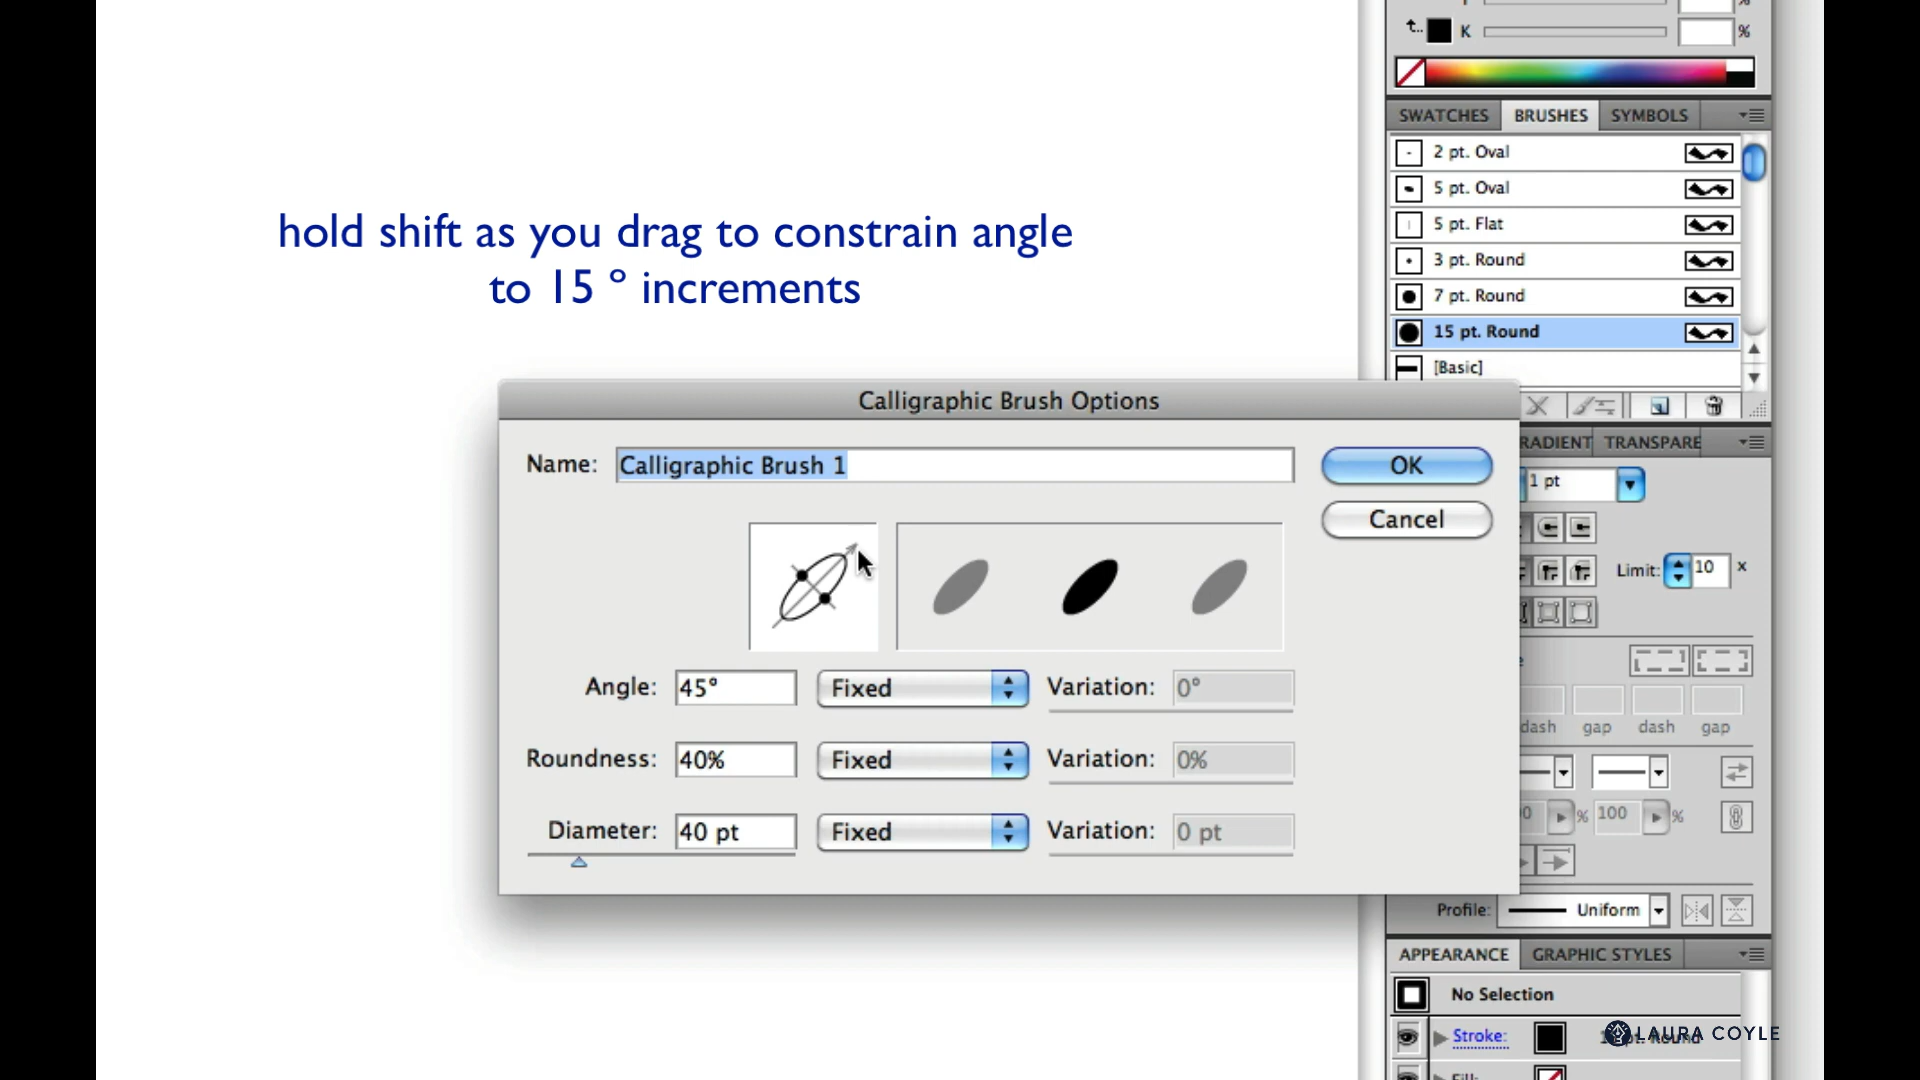 K %
SWATCHES BRUSHES SYMBOLS
2 pt. Oval
5 pt. Oval
5 pt. Flat
3 pt. Round
7 pt. Round
15 pt. Round
[Basic]
hold shift as you drag to constrain angle
to 15 º increments
Calligraphic Brush Options
Name: Calligraphic Brush 1
OK
Cancel
Angle: 45° Fixed Variation: 0°
Roundness: 40% Fixed Variation: 0%
Diameter: 40 pt Fixed Variation: 0 pt
RADIENT TRANSPARE
1 pt
Limit: 10 x
dash gap dash gap
% 100 %
Profile: Uniform
APPEARANCE GRAPHIC STYLES
No Selection
Stroke:
LAURA COYLE
Fill: